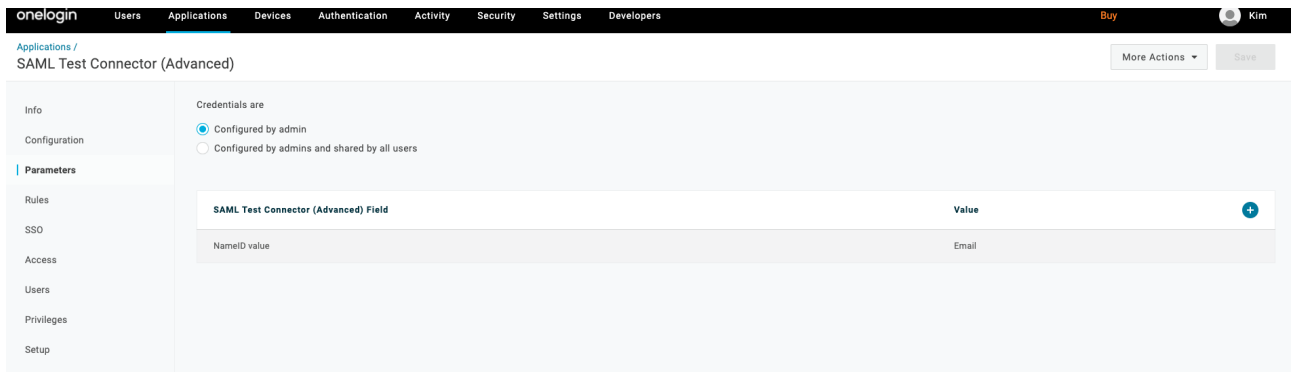 onelogin Users Applications Devices Authentication Activity Security Settings Developers Buy Kim
Applications /
SAML Test Connector (Advanced)
More Actions Save
Info
Configuration
Parameters
Rules
SSO
Access
Users
Privileges
Setup
Credentials are
Configured by admin
Configured by admins and shared by all users
SAML Test Connector (Advanced) Field Value
NameID value Email